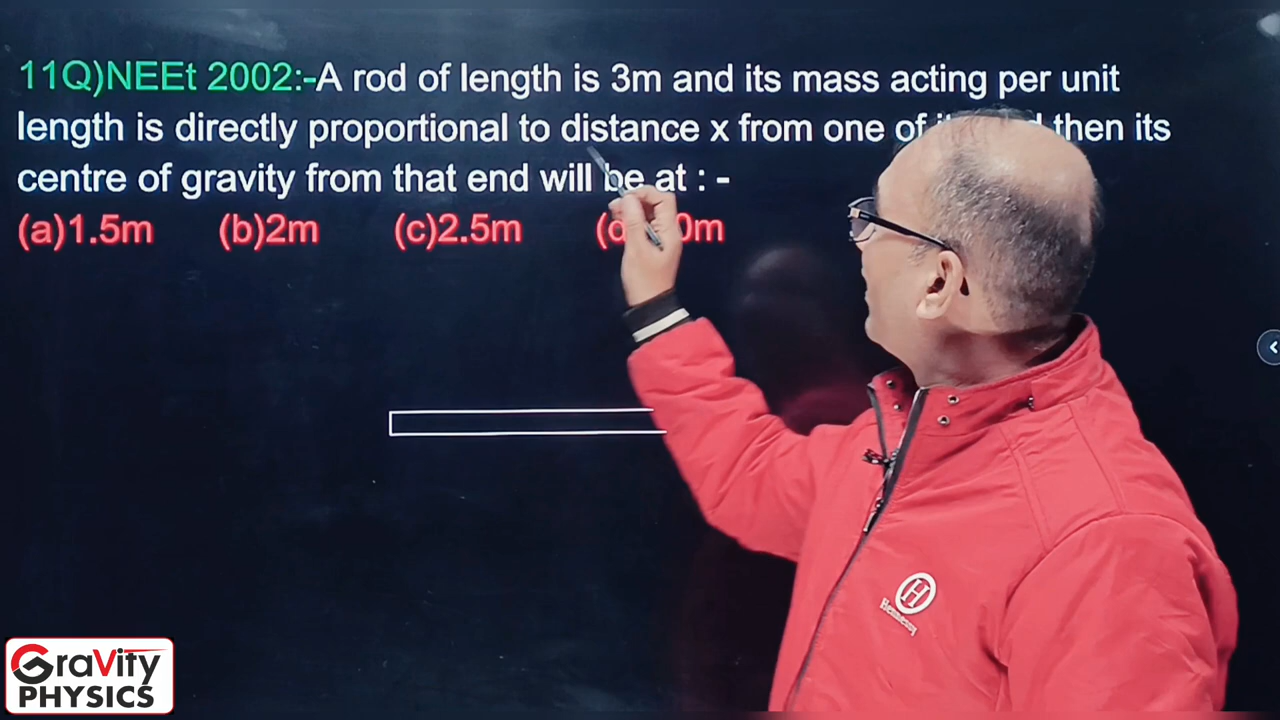 11Q)NEEt 2002:-A rod of length is 3m and its mass acting per unit
length is directly proportional to distance x from one of then its
centre of gravity from that end will be at : -
(a)1.5m (b)2m (c)2.5m
H
Hennessy
GraVity
PHYSICS